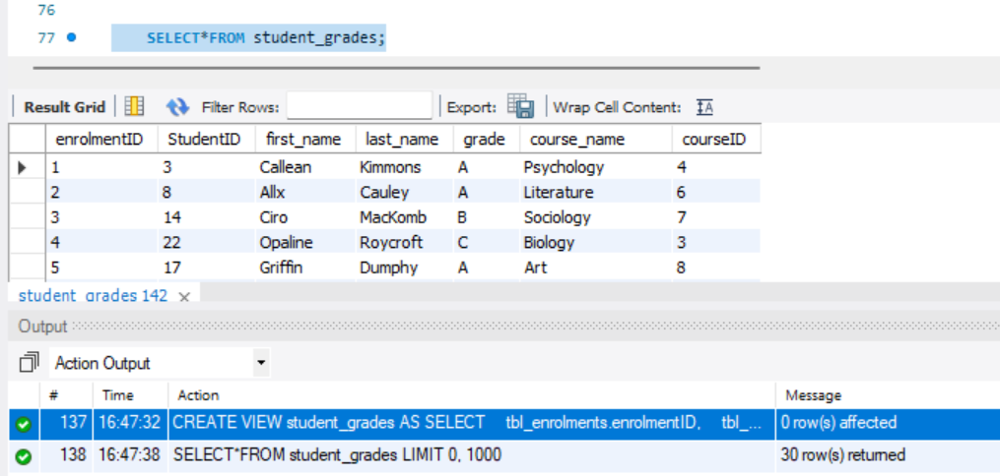 76
77 SELECT*FROM student_grades;
Result Grid Filter Rows: Export: Wrap Cell Content:
enrolmentID StudentID first_name last_name grade course_name courseID
1 3 Callean Kimmons A Psychology 4
2 8 Allx Cauley A Literature 6
3 14 Ciro MacKomb B Sociology 7
4 22 Opaline Roycroft C Biology 3
5 17 Griffin Dumphy A Art 8
student_grades 142 ×
Output
Action Output
# Time Action Message
137 16:47:32 CREATE VIEW student_grades AS SELECT tbl_enrolments.enrolmentID, tbl_... 0 row(s) affected
138 16:47:38 SELECT*FROM student_grades LIMIT 0, 1000 30 row(s) returned